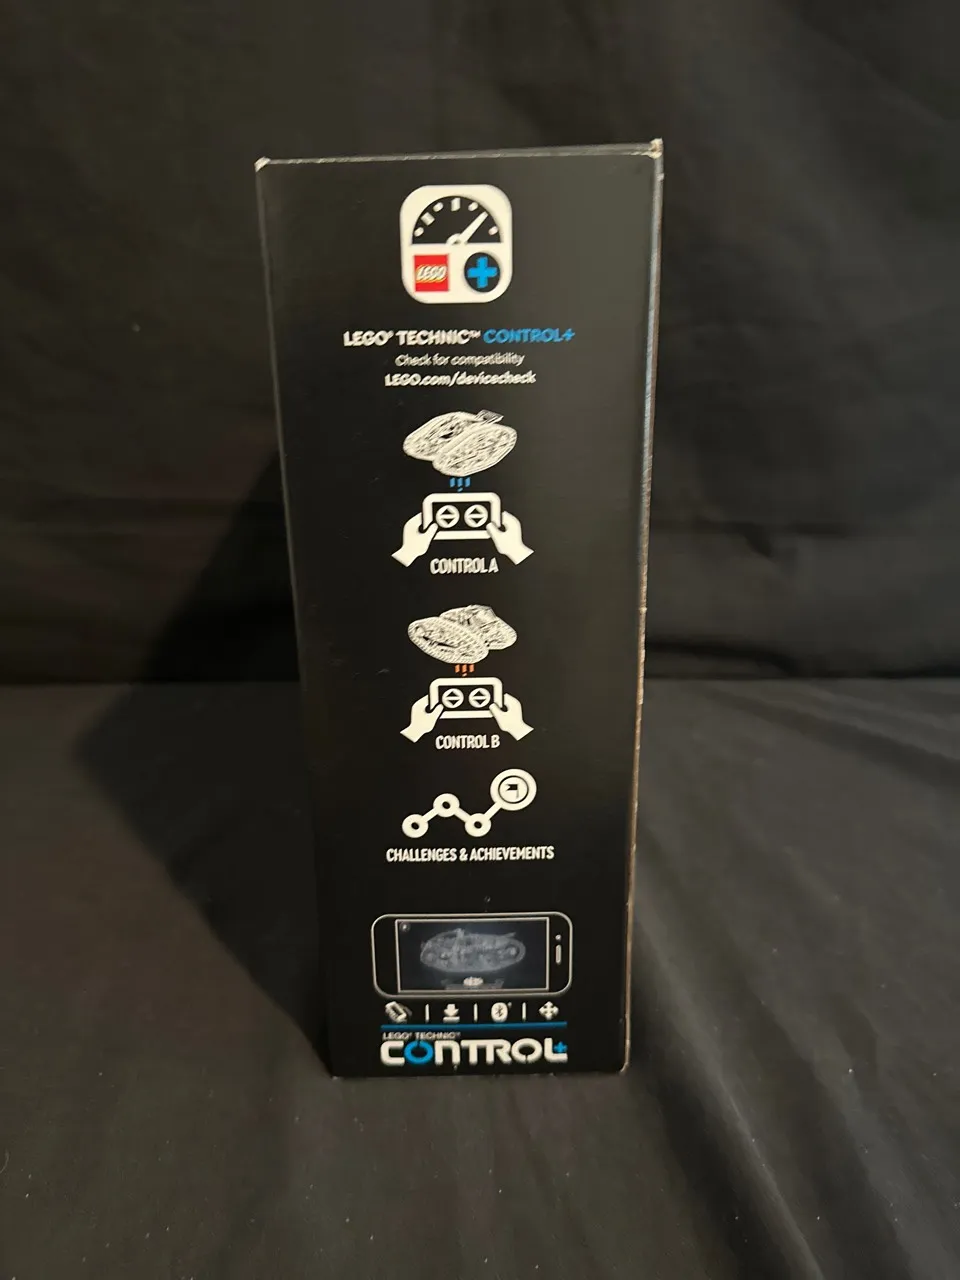 LEGO
LEGO® TECHNIC™ CONTROL+
Check for compatibility
LEGO.com/devicecheck
CONTROL A
CONTROL B
CHALLENGES & ACHIEVEMENTS
LEGO® TECHNIC™
CONTROL+